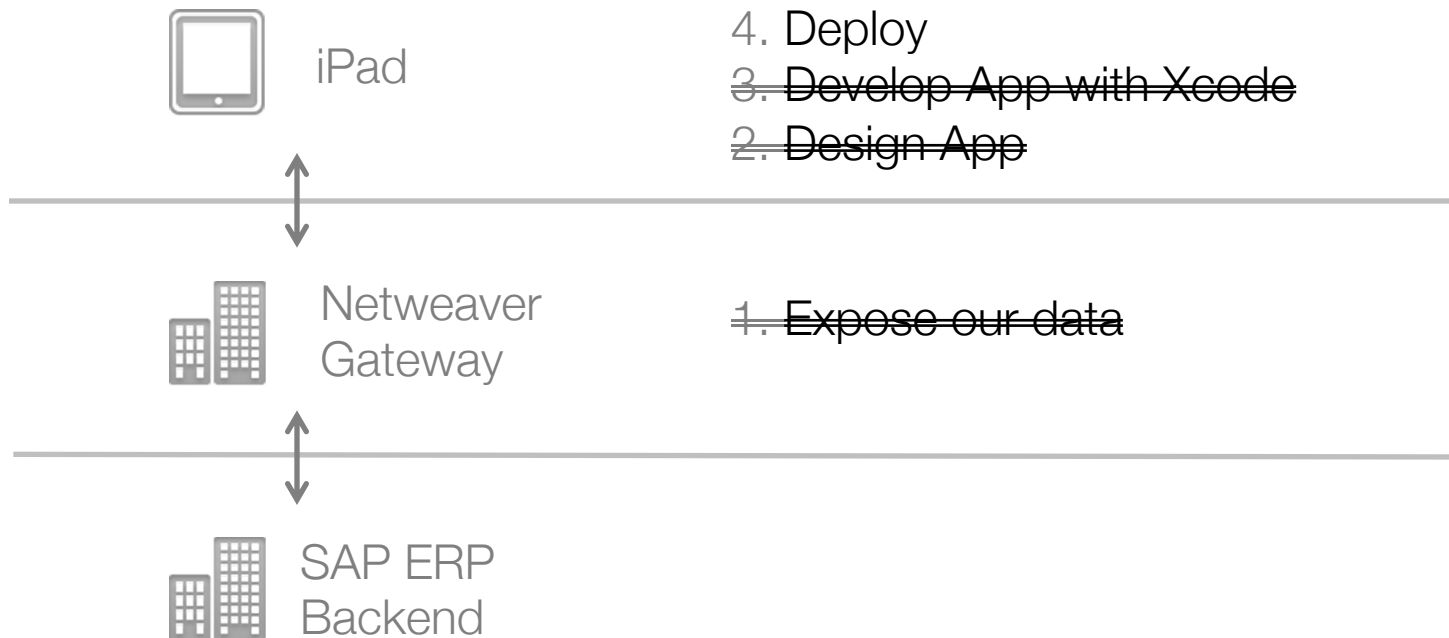 iPad
4. Deploy
3. Develop App with Xcode
2. Design App
Netweaver
Gateway
1. Expose our data
SAP ERP
Backend